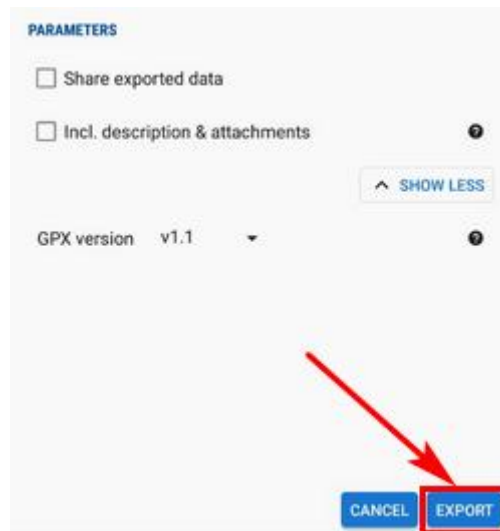 PARAMETERS
Share exported data
Incl. description & attachments
SHOW LESS
GPX version v1.1
CANCEL EXPORT